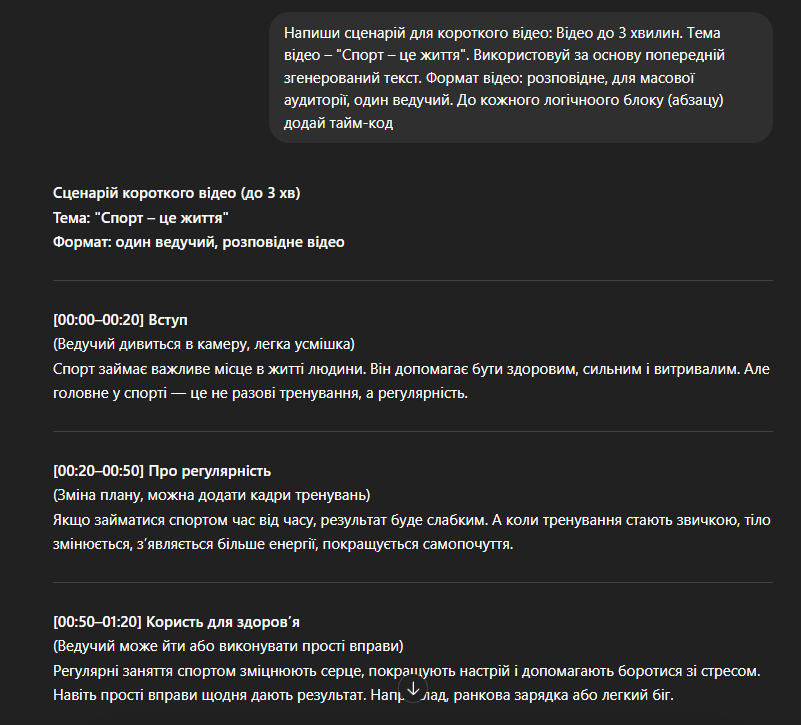 Напиши сценарій для короткого відео: Відео до 3 хвилин. Тема
відео – "Спорт – це життя". Використовуй за основу попередній
згенерований текст. Формат відео: розповідне, для масової
аудиторії, один ведучий. До кожного логічноого блоку (абзацу)
додай тайм-код
Сценарій короткого відео (до 3 хв)
Тема: "Спорт – це життя"
Формат: один ведучий, розповідне відео
[00:00–00:20] Вступ
(Ведучий дивиться в камеру, легка усмішка)
Спорт займає важливе місце в житті людини. Він допомагає бути здоровим, сильним і витривалим. Але
головне у спорті — це не разові тренування, а регулярність.
[00:20–00:50] Про регулярність
(Зміна плану, можна додати кадри тренувань)
Якщо займатися спортом час від часу, результат буде слабким. А коли тренування стають звичкою, тіло
змінюється, з’являється більше енергії, покращується самопочуття.
[00:50–01:20] Користь для здоров’я
(Ведучий може йти або виконувати прості вправи)
Регулярні заняття спортом зміцнюють серце, покращують настрій і допомагають боротися зі стресом.
Навіть прості вправи щодня дають результат. ранкова зарядка або легкий біг.